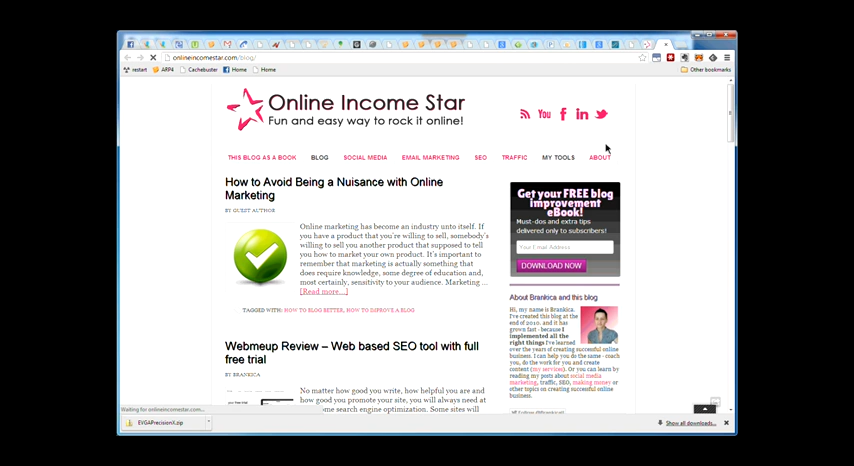 onlineincomestar.com/blog/
restart ARP4 Cachebuster Home Home Other bookmarks
Online Income Star
Fun and easy way to rock it online!
You
THIS BLOG AS A BOOK BLOG SOCIAL MEDIA EMAIL MARKETING SEO TRAFFIC MY TOOLS ABOUT
How to Avoid Being a Nuisance with Online
Marketing
BY GUEST AUTHOR
Online marketing has become an industry unto itself. If
you have a product that you're willing to sell, somebody's
willing to sell you another product that supposed to tell
you how to market your own product. It's important to
remember that marketing is actually something that
does require knowledge, some degree of education and,
most certainly, sensitivity to your audience. Marketing ...
[Read more...]
TAGGED WITH: HOW TO BLOG BETTER, HOW TO IMPROVE A BLOG
Webmeup Review – Web based SEO tool with full
free trial
BY BRANKICA
No matter how good you write, how helpful you are and
how good you promote your site, you will always need at
some search engine optimization. Some sites will
Get your FREE blog
improvement
eBook!
Must-dos and extra tips
delivered only to subscribers!
Your E-mail Address
DOWNLOAD NOW
About Brankica and this blog
Hi, my name is Brankica.
I've created this blog at the
end of 2010. and it has
grown fast - because I
implemented all the
right things I've learned
over the years of creating successful online
business. I can help you do the same - coach
you, do the work for you and create
content (my services). Or you can learn by
reading my posts about social media
marketing, traffic, SEO, making money or
other topics on creating successful online
business.
Waiting for onlineincomestar.com...
EVGAPrecisionX.zip
Show all downloads...